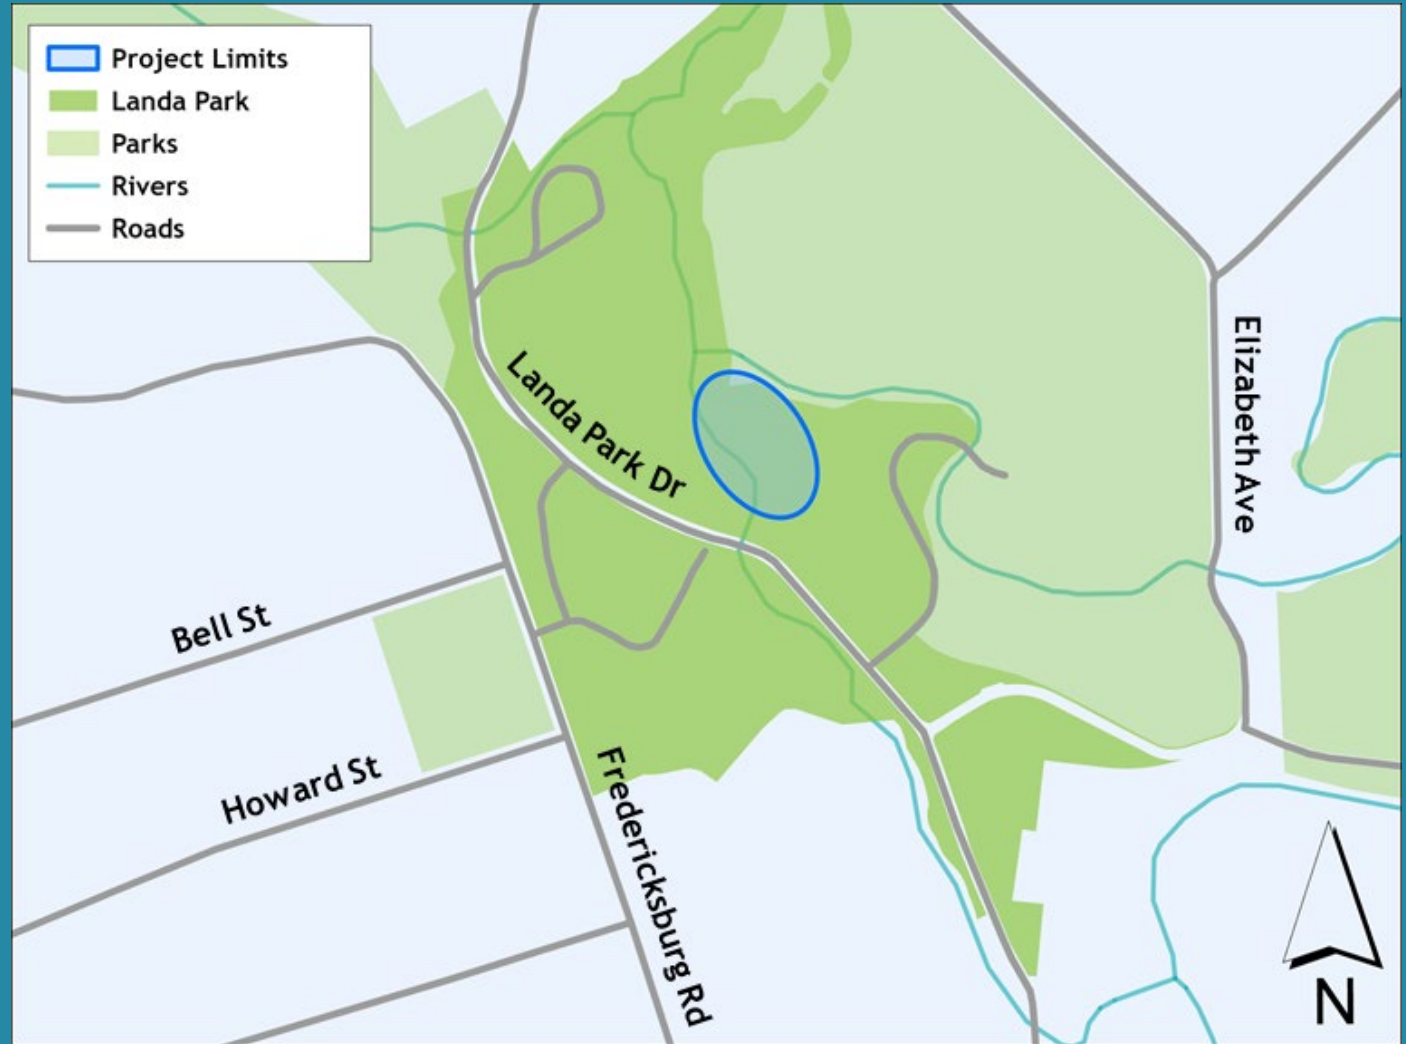 Project Limits
Landa Park
Parks
Rivers
Roads
Landa Park Dr
Elizabeth Ave
Bell St
Howard St
Fredericksburg Rd
N